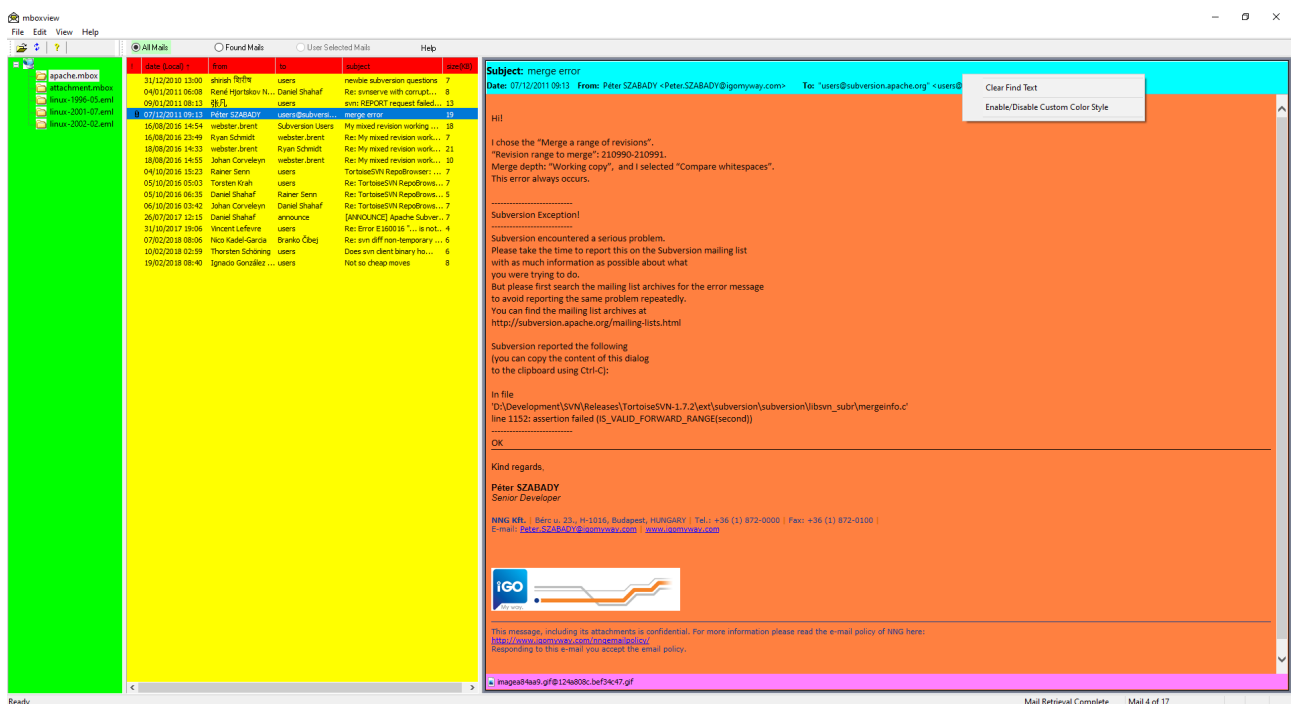 mboxview
File Edit View Help
All Mails Found Mails User Selected Mails Help
apache.mbox
attachment.mbox
linux-1996-05.eml
linux-2001-07.eml
linux-2002-02.eml
! date (Local) from to subject size(KB)
31/12/2010 13:00 shirish शिरीष users newbie subversion questions 7
04/01/2011 06:08 René Hjortskov N... Daniel Shahaf Re: svnserve with corrupt... 8
09/01/2011 08:13 张凡 users svn: REPORT request failed... 13
07/12/2011 09:13 Péter SZABADY users@subversi... merge error 19
16/08/2016 14:54 webster.brent Subversion Users My mixed revision working ... 18
16/08/2016 23:49 Ryan Schmidt webster.brent Re: My mixed revision work... 7
18/08/2016 14:33 webster.brent Ryan Schmidt Re: My mixed revision work... 21
18/08/2016 14:55 Johan Corveleyn webster.brent Re: My mixed revision work... 10
04/10/2016 15:23 Rainer Senn users TortoiseSVN RepoBrowser: ... 7
05/10/2016 05:03 Torsten Krah users Re: TortoiseSVN RepoBrows... 7
05/10/2016 06:35 Daniel Shahaf Rainer Senn Re: TortoiseSVN RepoBrows... 5
06/10/2016 03:42 Johan Corveleyn Daniel Shahaf Re: TortoiseSVN RepoBrows... 7
26/07/2017 12:15 Daniel Shahaf announce [ANNOUNCE] Apache Subver... 7
31/10/2017 19:06 Vincent Lefevre users Re: Error E160016 "... is not... 4
07/02/2018 08:06 Nico Kadel-Garcia Branko Čibej Re: svn diff non-temporary ... 6
10/02/2018 02:59 Thorsten Schöning users Does svn client binary ho... 6
19/02/2018 08:40 Ignacio González ... users Not so cheap moves 8
Subject: merge error
Date: 07/12/2011 09:13 From: Péter SZABADY <Peter.SZABADY@igomyway.com> To: "users@subversion.apache.org" <users@
Clear Find Text
Enable/Disable Custom Color Style
Hi!
I chose the "Merge a range of revisions".
"Revision range to merge": 210990-210991.
Merge depth: "Working copy", and I selected "Compare whitespaces".
This error always occurs.
---------------------------
Subversion Exception!
---------------------------
Subversion encountered a serious problem.
Please take the time to report this on the Subversion mailing list
with as much information as possible about what
you were trying to do.
But please first search the mailing list archives for the error message
to avoid reporting the same problem repeatedly.
You can find the mailing list archives at
http://subversion.apache.org/mailing-lists.html
Subversion reported the following
(you can copy the content of this dialog
to the clipboard using Ctrl-C):
In file
'D:\Development\SVN\Releases\TortoiseSVN-1.7.2\ext\subversion\subversion\libsvn_subr\mergeinfo.c'
line 1152: assertion failed (IS_VALID_FORWARD_RANGE(second))
---------------------------
OK
Kind regards,
Péter SZABADY
Senior Developer
NNG Kft. | Bérc u. 23., H-1016, Budapest, HUNGARY | Tel.: +36 (1) 872-0000 | Fax: +36 (1) 872-0100 |
E-mail: Peter.SZABADY@igomyway.com | www.igomyway.com
iGO
My way.
This message, including its attachments is confidential. For more information please read the e-mail policy of NNG here:
http://www.igomyway.com/nngemailpolicy/
Responding to this e-mail you accept the email policy.
imagea84aa9.gif@124a808c.bef34c47.gif
Ready Mail Retrieval Complete Mail 4 of 17